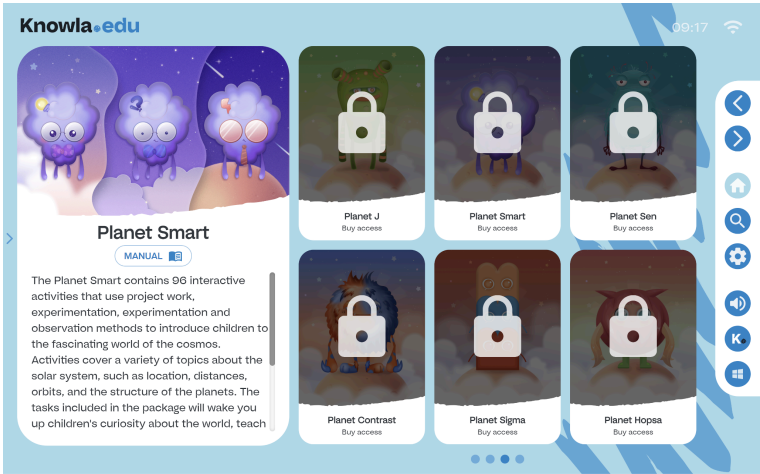 Knowla.edu
09:17
Planet Smart
MANUAL
The Planet Smart contains 96 interactive
activities that use project work,
experimentation, experimentation and
observation methods to introduce children to
the fascinating world of the cosmos.
Activities cover a variety of topics about the
solar system, such as location, distances,
orbits, and the structure of the planets. The
tasks included in the package will wake you
up children's curiosity about the world, teach
Planet J
Buy access
Planet Smart
Buy access
Planet Sen
Buy access
Planet Contrast
Buy access
Planet Sigma
Buy access
Planet Hopsa
Buy access
K.